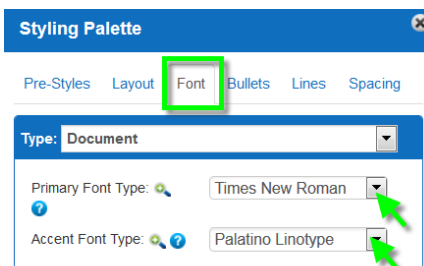 Styling Palette
Pre-Styles Layout Font Bullets Lines Spacing
Type: Document
Primary Font Type: Times New Roman
Accent Font Type: Palatino Linotype